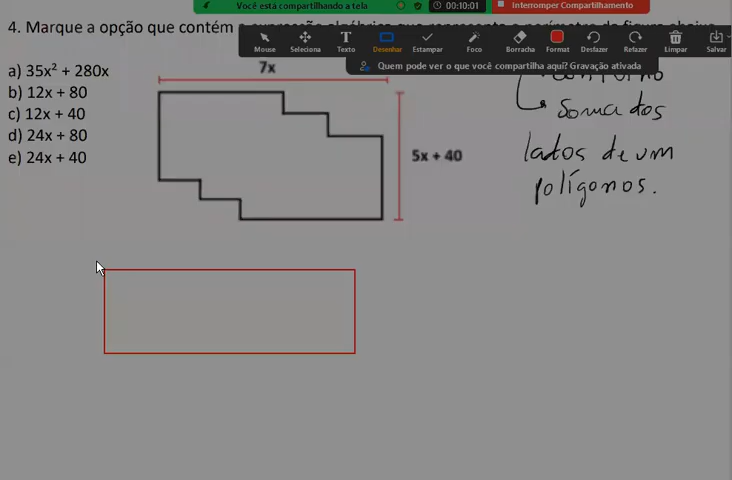 Você está compartilhando a tela
00:10:01
Interromper Compartilhamento
4. Marque a opção que contém
Mouse
Seleciona
Texto
Desenhar
Estampar
Foco
Borracha
Format
Desfazer
Refazer
Limpar
Salvar
Quem pode ver o que você compartilha aqui? Gravação ativada
a) 35x² + 280x
b) 12x + 80
c) 12x + 40
d) 24x + 80
e) 24x + 40
7x
5x + 40
contorno
Soma dos
lados de um
polígonos.